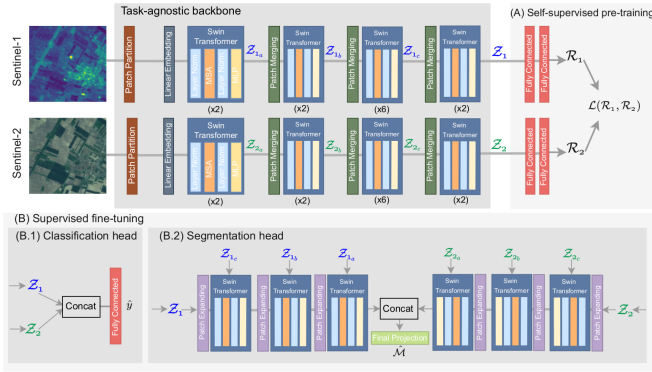 Task-agnostic backbone
(A) Self-supervised pre-training
Sentinel-1
Patch Partition
Linear Embedding
Swin
Transformer
MSA
MLP
(x2)
𝒵1a
Patch Merging
Swin
Transformer
(x2)
𝒵1b
Patch Merging
Swin
Transformer
(x6)
𝒵1c
Patch Merging
Swin
Transformer
(x2)
𝒵1
Fully Connected
Fully Connected
ℛ1
ℒ(ℛ1, ℛ2)
Sentinel-2
Patch Partition
Linear Embedding
Swin
Transformer
MSA
MLP
(x2)
𝒵2a
Patch Merging
Swin
Transformer
(x2)
𝒵2b
Patch Merging
Swin
Transformer
(x6)
𝒵2c
Patch Merging
Swin
Transformer
(x2)
𝒵2
Fully Connected
Fully Connected
ℛ2
(B) Supervised fine-tuning
(B.1) Classification head
𝒵1
𝒵2
Concat
Fully Connected
ŷ
(B.2) Segmentation head
𝒵1c
𝒵1b
𝒵1a
𝒵2a
𝒵2b
𝒵2c
𝒵1
Patch Expanding
Swin
Transformer
Patch Expanding
Swin
Transformer
Patch Expanding
Swin
Transformer
Concat
Final Projection
ℳ̂
Swin
Transformer
Patch Expanding
Swin
Transformer
Patch Expanding
Swin
Transformer
Patch Expanding
𝒵2